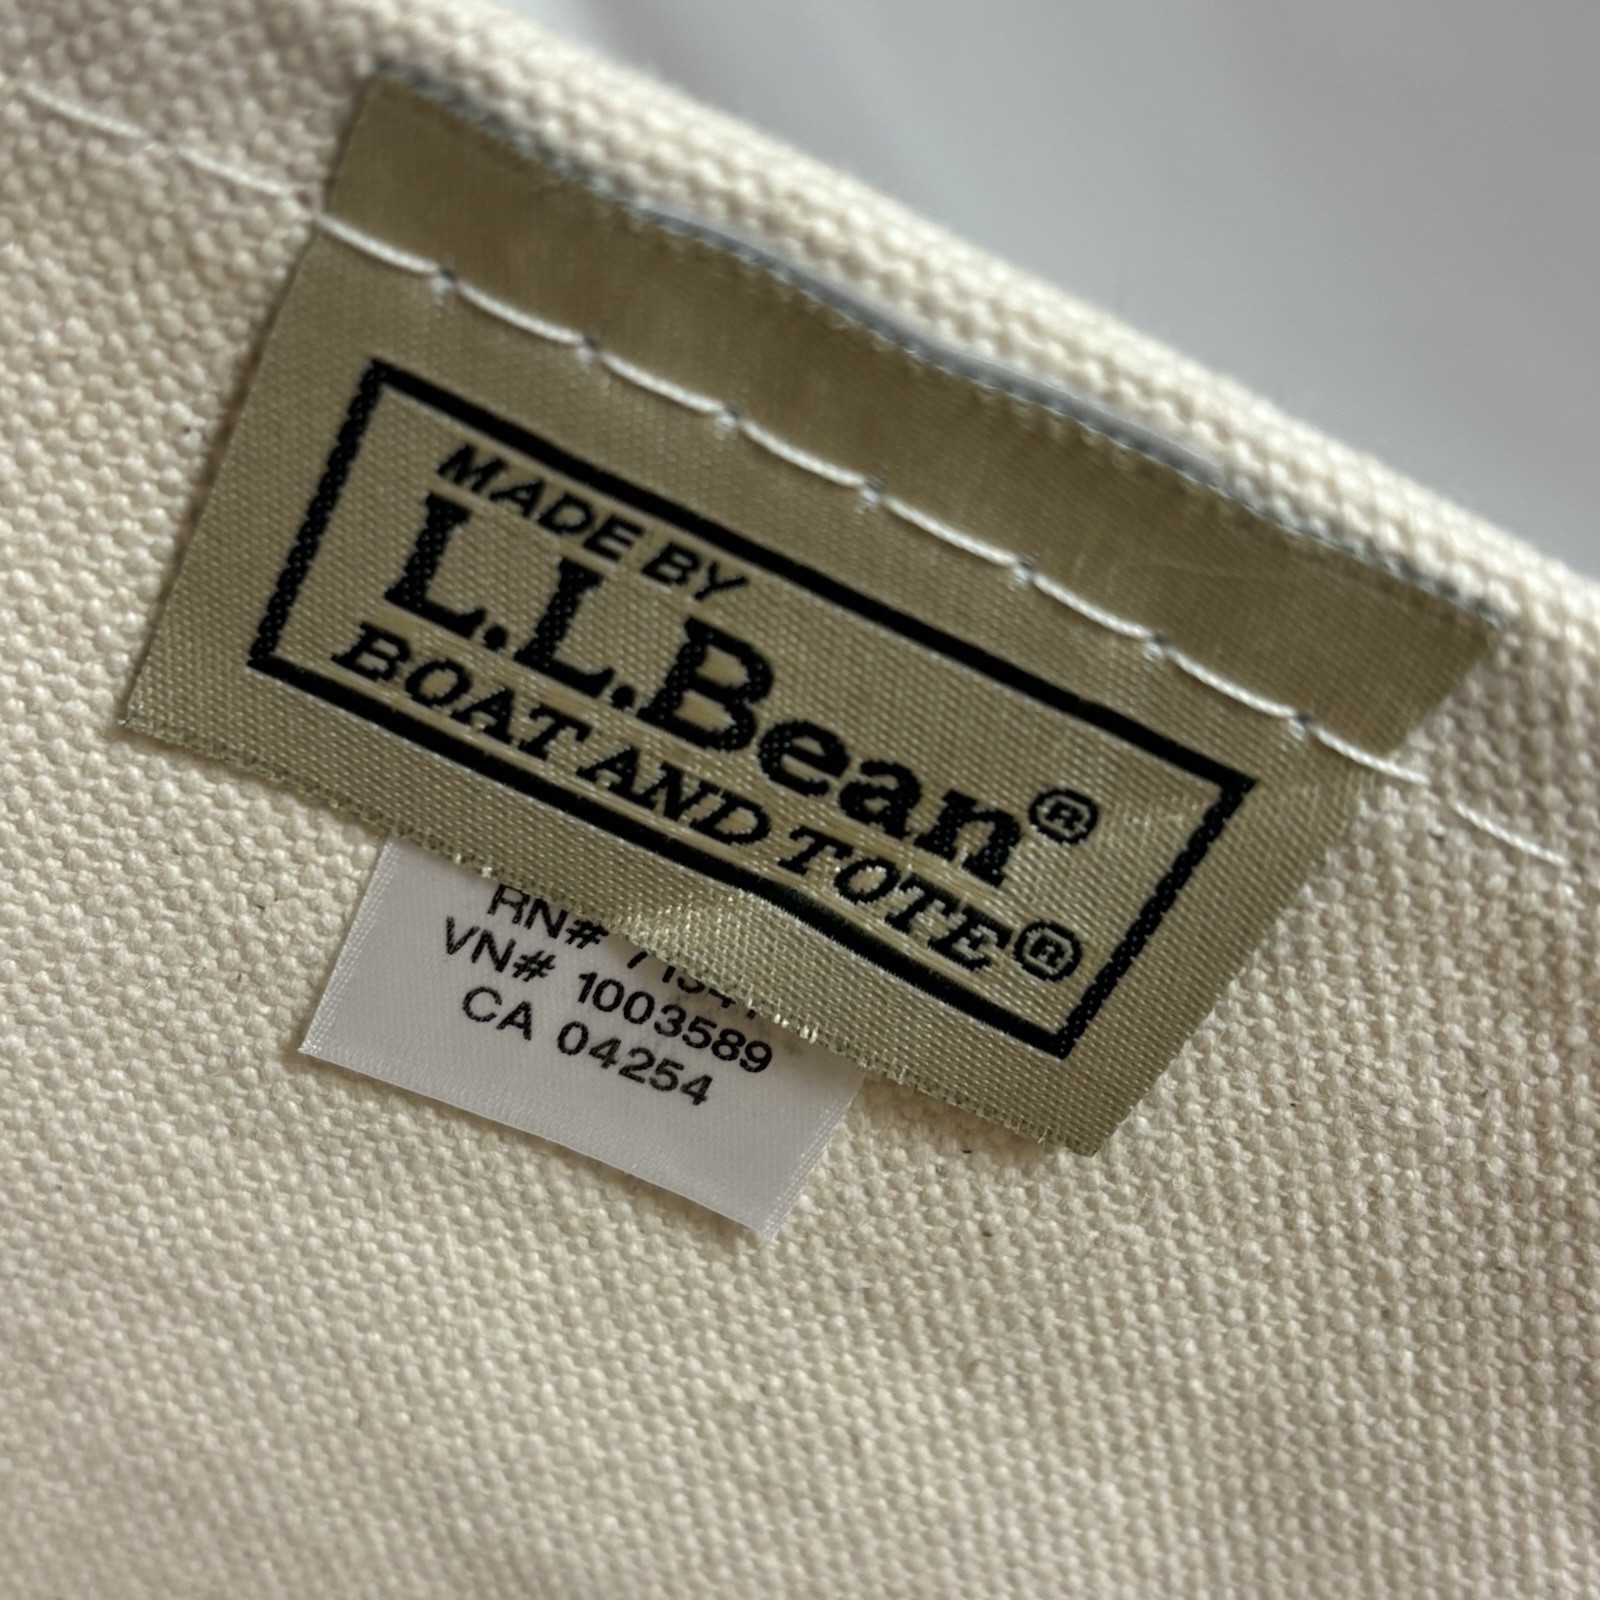 MADE BY
L.L.Bean®
BOAT AND TOTE®
RN#
VN# 1003589
CA 04254